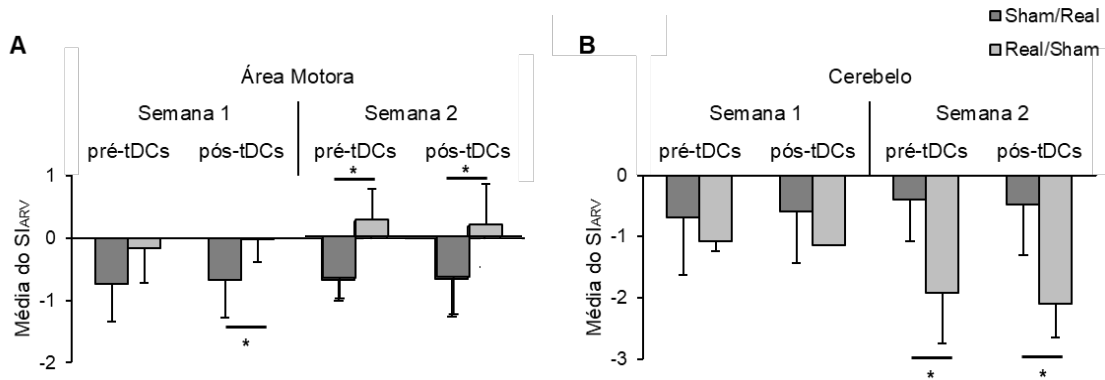 Sham/Real
Real/Sham
A
Área Motora
Semana 1
Semana 2
pré-tDCs
pós-tDCs
pré-tDCs
pós-tDCs
Média do SIARV
1
0
-1
-2
*
*
*
B
Cerebelo
Semana 1
Semana 2
pré-tDCs
pós-tDCs
pré-tDCs
pós-tDCs
Média do SIARV
0
-1
-2
-3
*
*